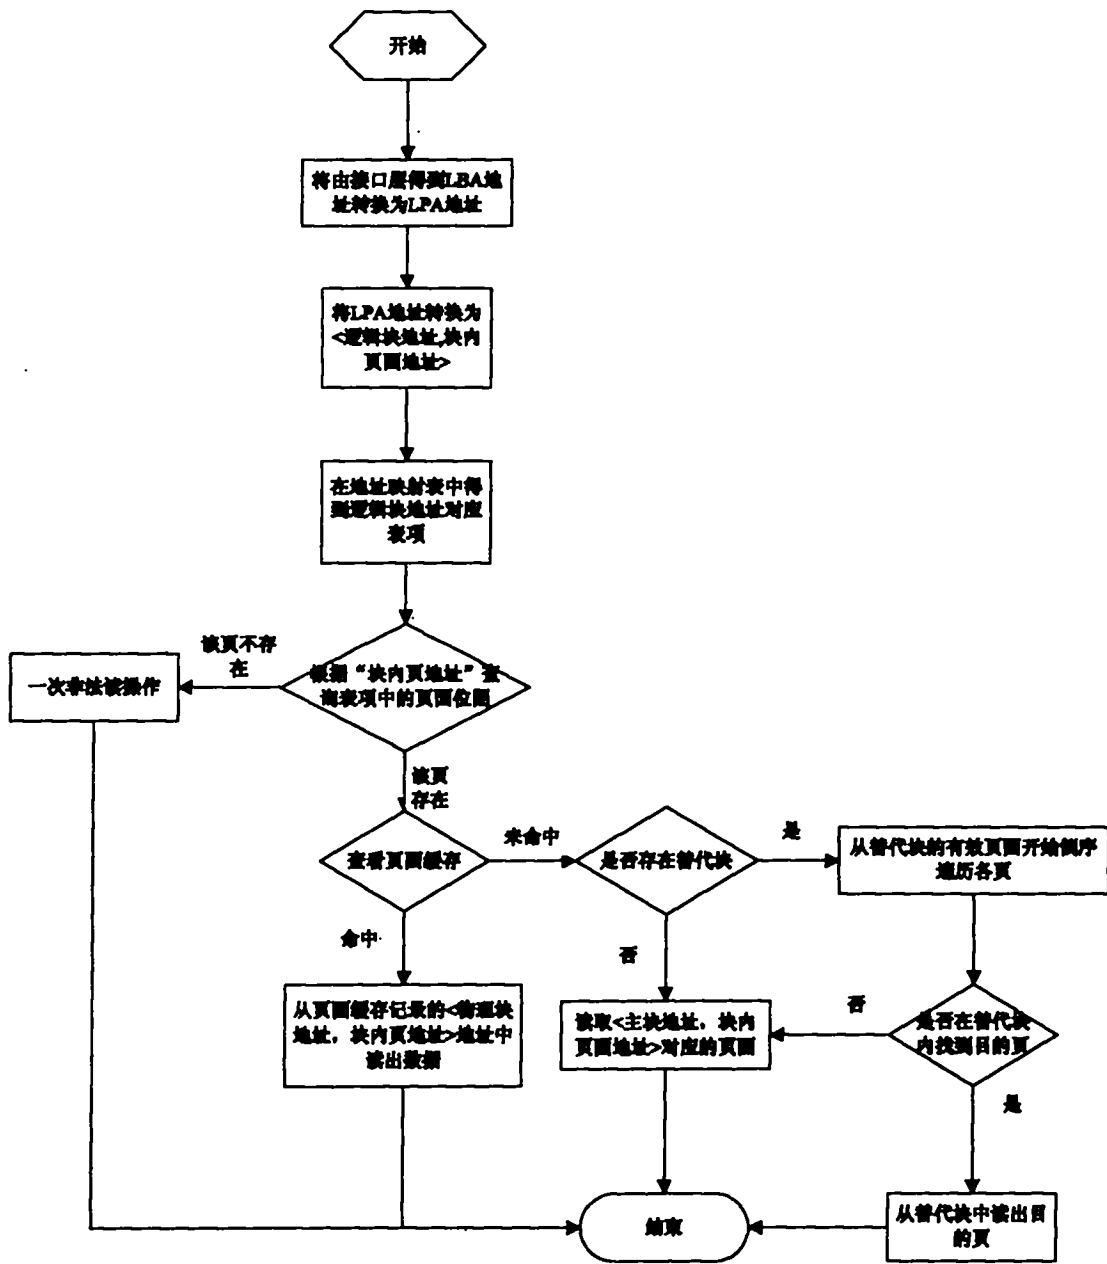 开始
将由接口层得到LBA地
址转换为LPA地址
将LPA地址转换为
<逻辑块地址,块内
页面地址>
在地址映射表中得
到逻辑块地址对应
表项
该页不存
在
根据“块内页地址”查
询表项中的页面位图
一次非法读操作
该页
存在
查看页面缓存
未命中
是否存在替代块
是
从替代块的有效页面开始倒序
遍历各页
命中
否
从页面缓存记录的<物理块
地址，块内页地址>地址中
读出数据
读取<主块地址，块内
页面地址>对应的页面
否
是否在替代块
内找到目的页
是
结束
从替代块中读出目
的页